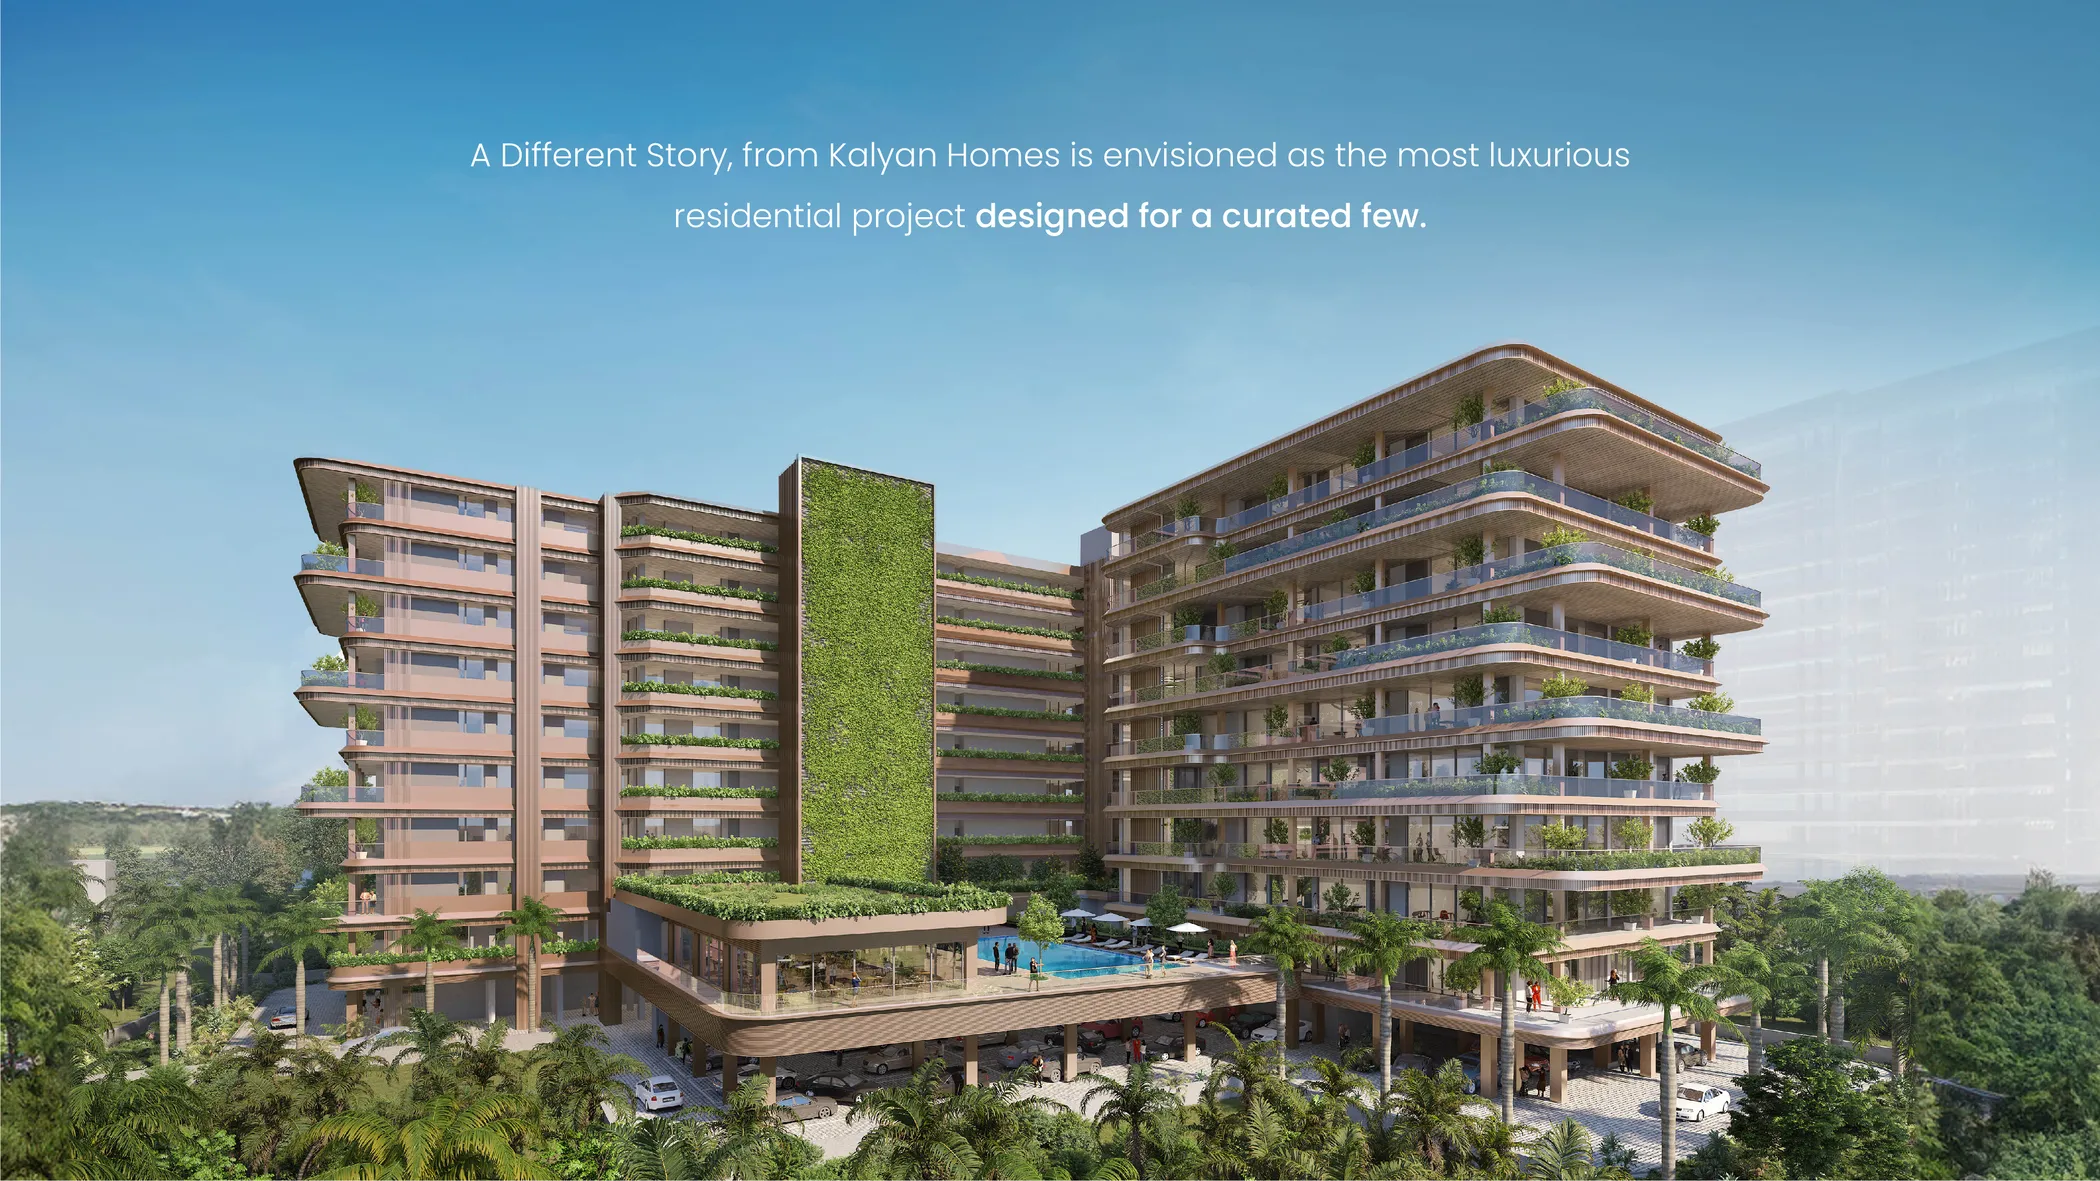 A Different Story, from Kalyan Homes is envisioned as the most luxurious
residential project designed for a curated few.